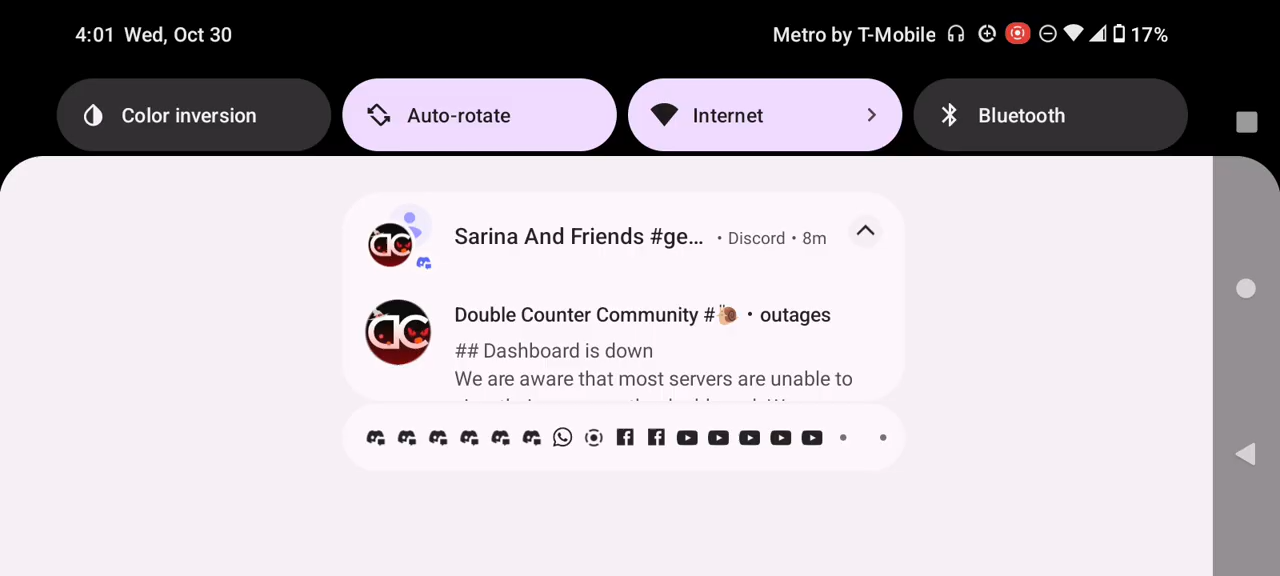 4:01 Wed, Oct 30
Metro by T-Mobile 17%
Color inversion
Auto-rotate
Internet
Bluetooth
Sarina And Friends #ge... • Discord • 8m
Double Counter Community #🐌 • outages
## Dashboard is down
We are aware that most servers are unable to